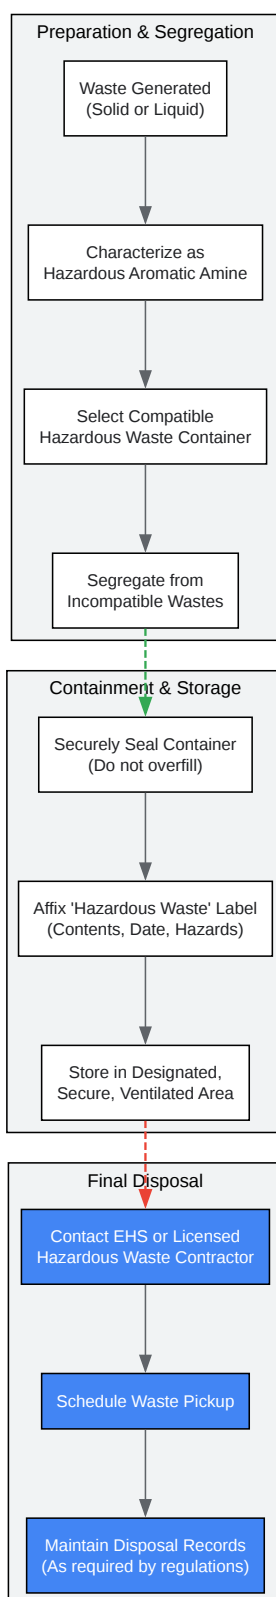 Preparation & Segregation
Waste Generated
(Solid or Liquid)
Characterize as
Hazardous Aromatic Amine
Select Compatible
Hazardous Waste Container
Segregate from
Incompatible Wastes
Containment & Storage
Securely Seal Container
(Do not overfill)
Affix 'Hazardous Waste' Label
(Contents, Date, Hazards)
Store in Designated,
Secure, Ventilated Area
Final Disposal
Contact EHS or Licensed
Hazardous Waste Contractor
Schedule Waste Pickup
Maintain Disposal Records
(As required by regulations)